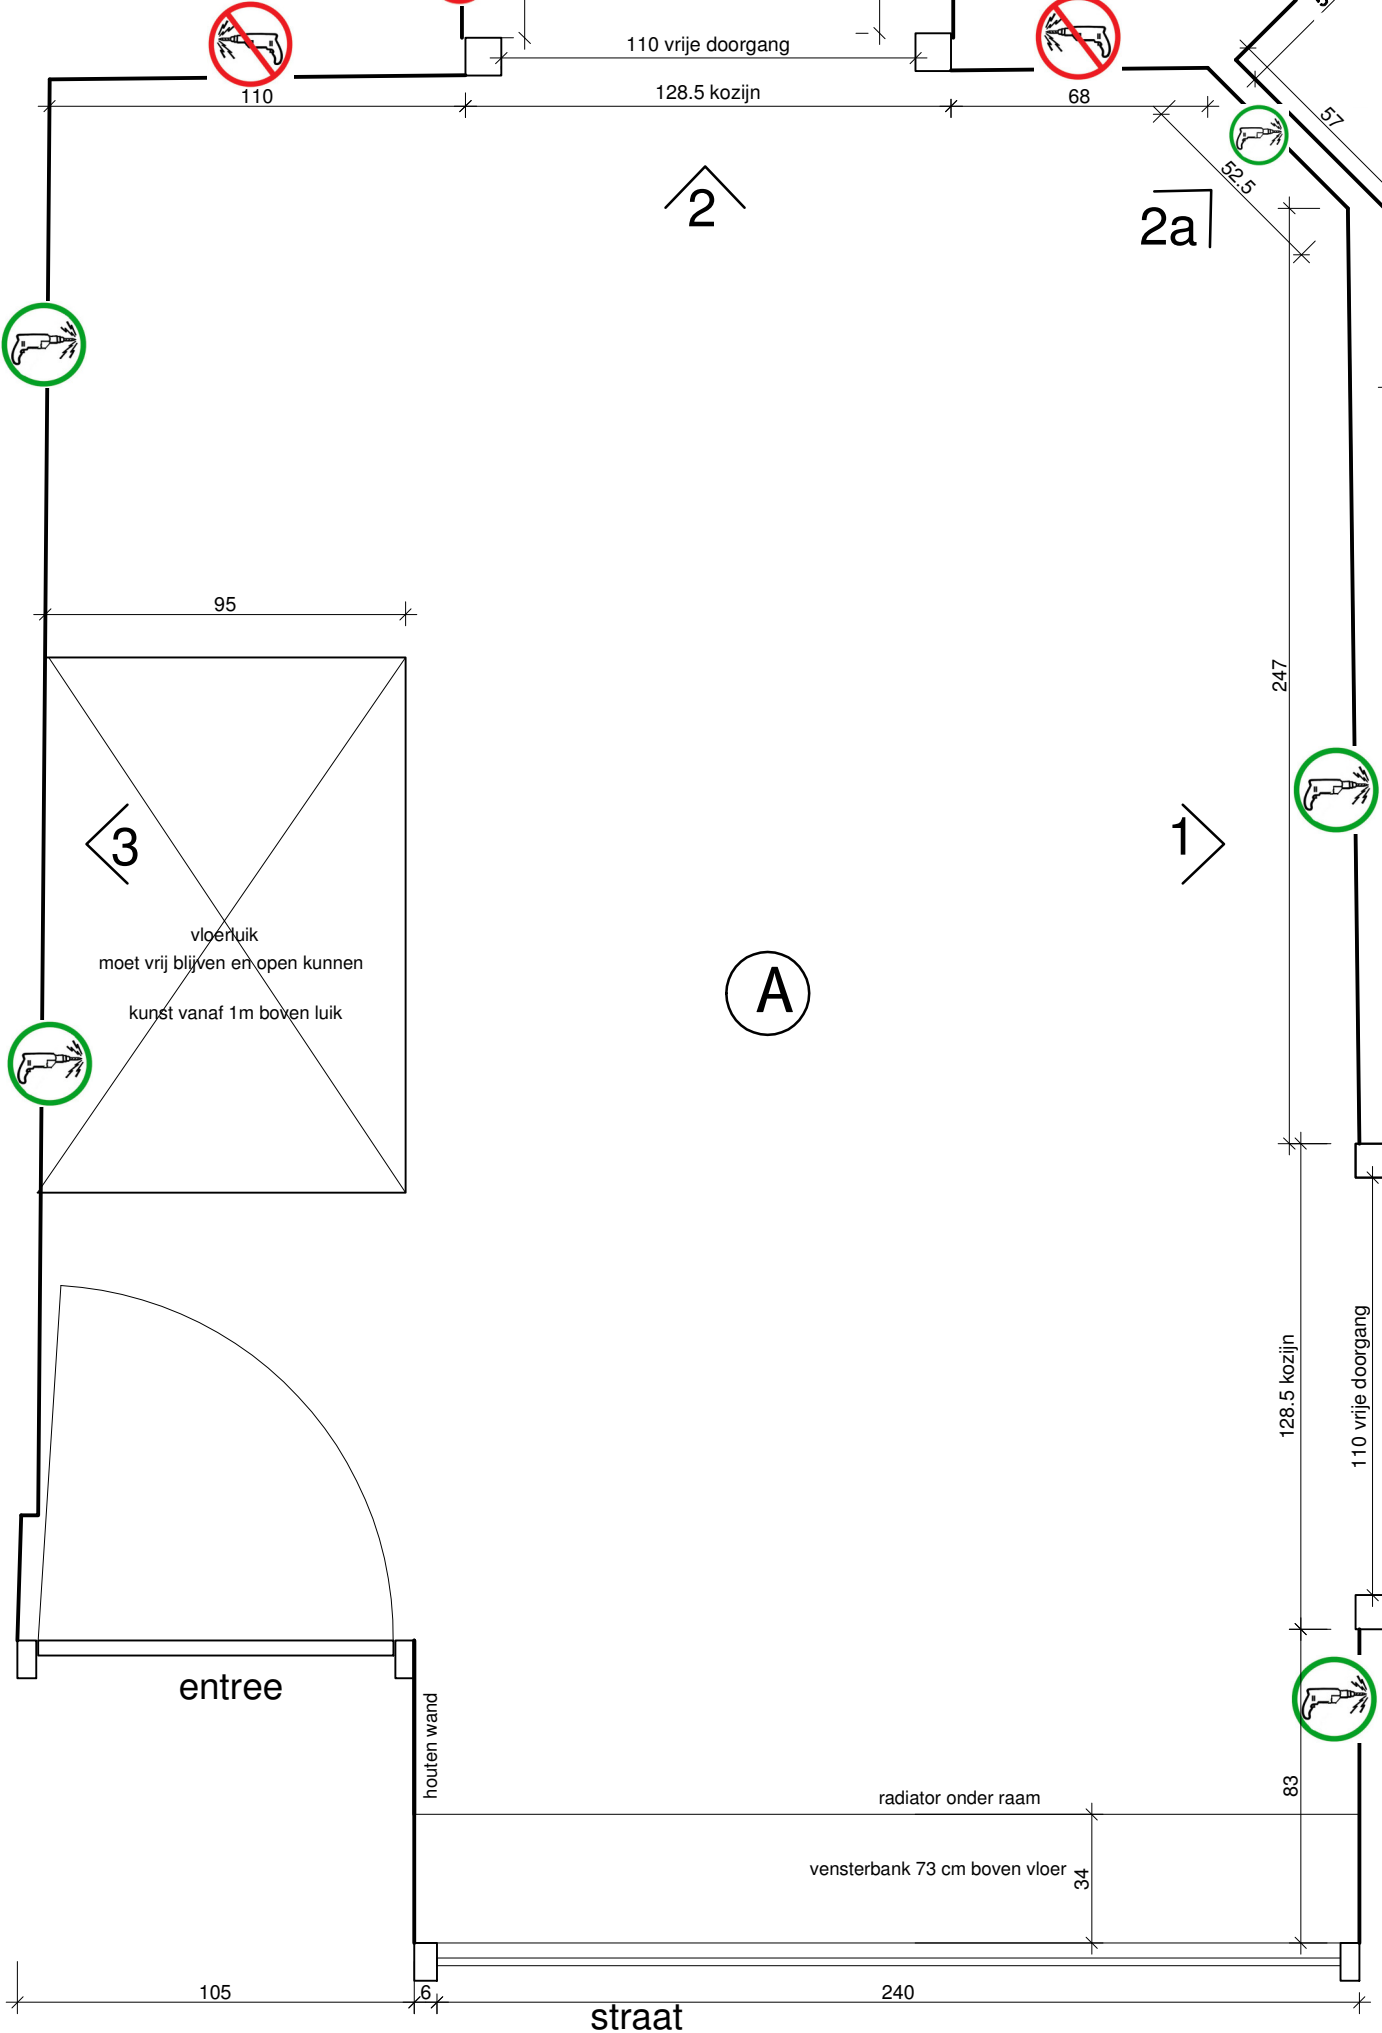 110 vrije doorgang
110
128.5 kozijn
68
57
52.5
2
2a
95
247
3
1
vloerluik
moet vrij blijven en open kunnen
kunst vanaf 1m boven luik
A
128.5 kozijn
110 vrije doorgang
entree
houten wand
83
radiator onder raam
vensterbank 73 cm boven vloer
34
105
6
240
straat